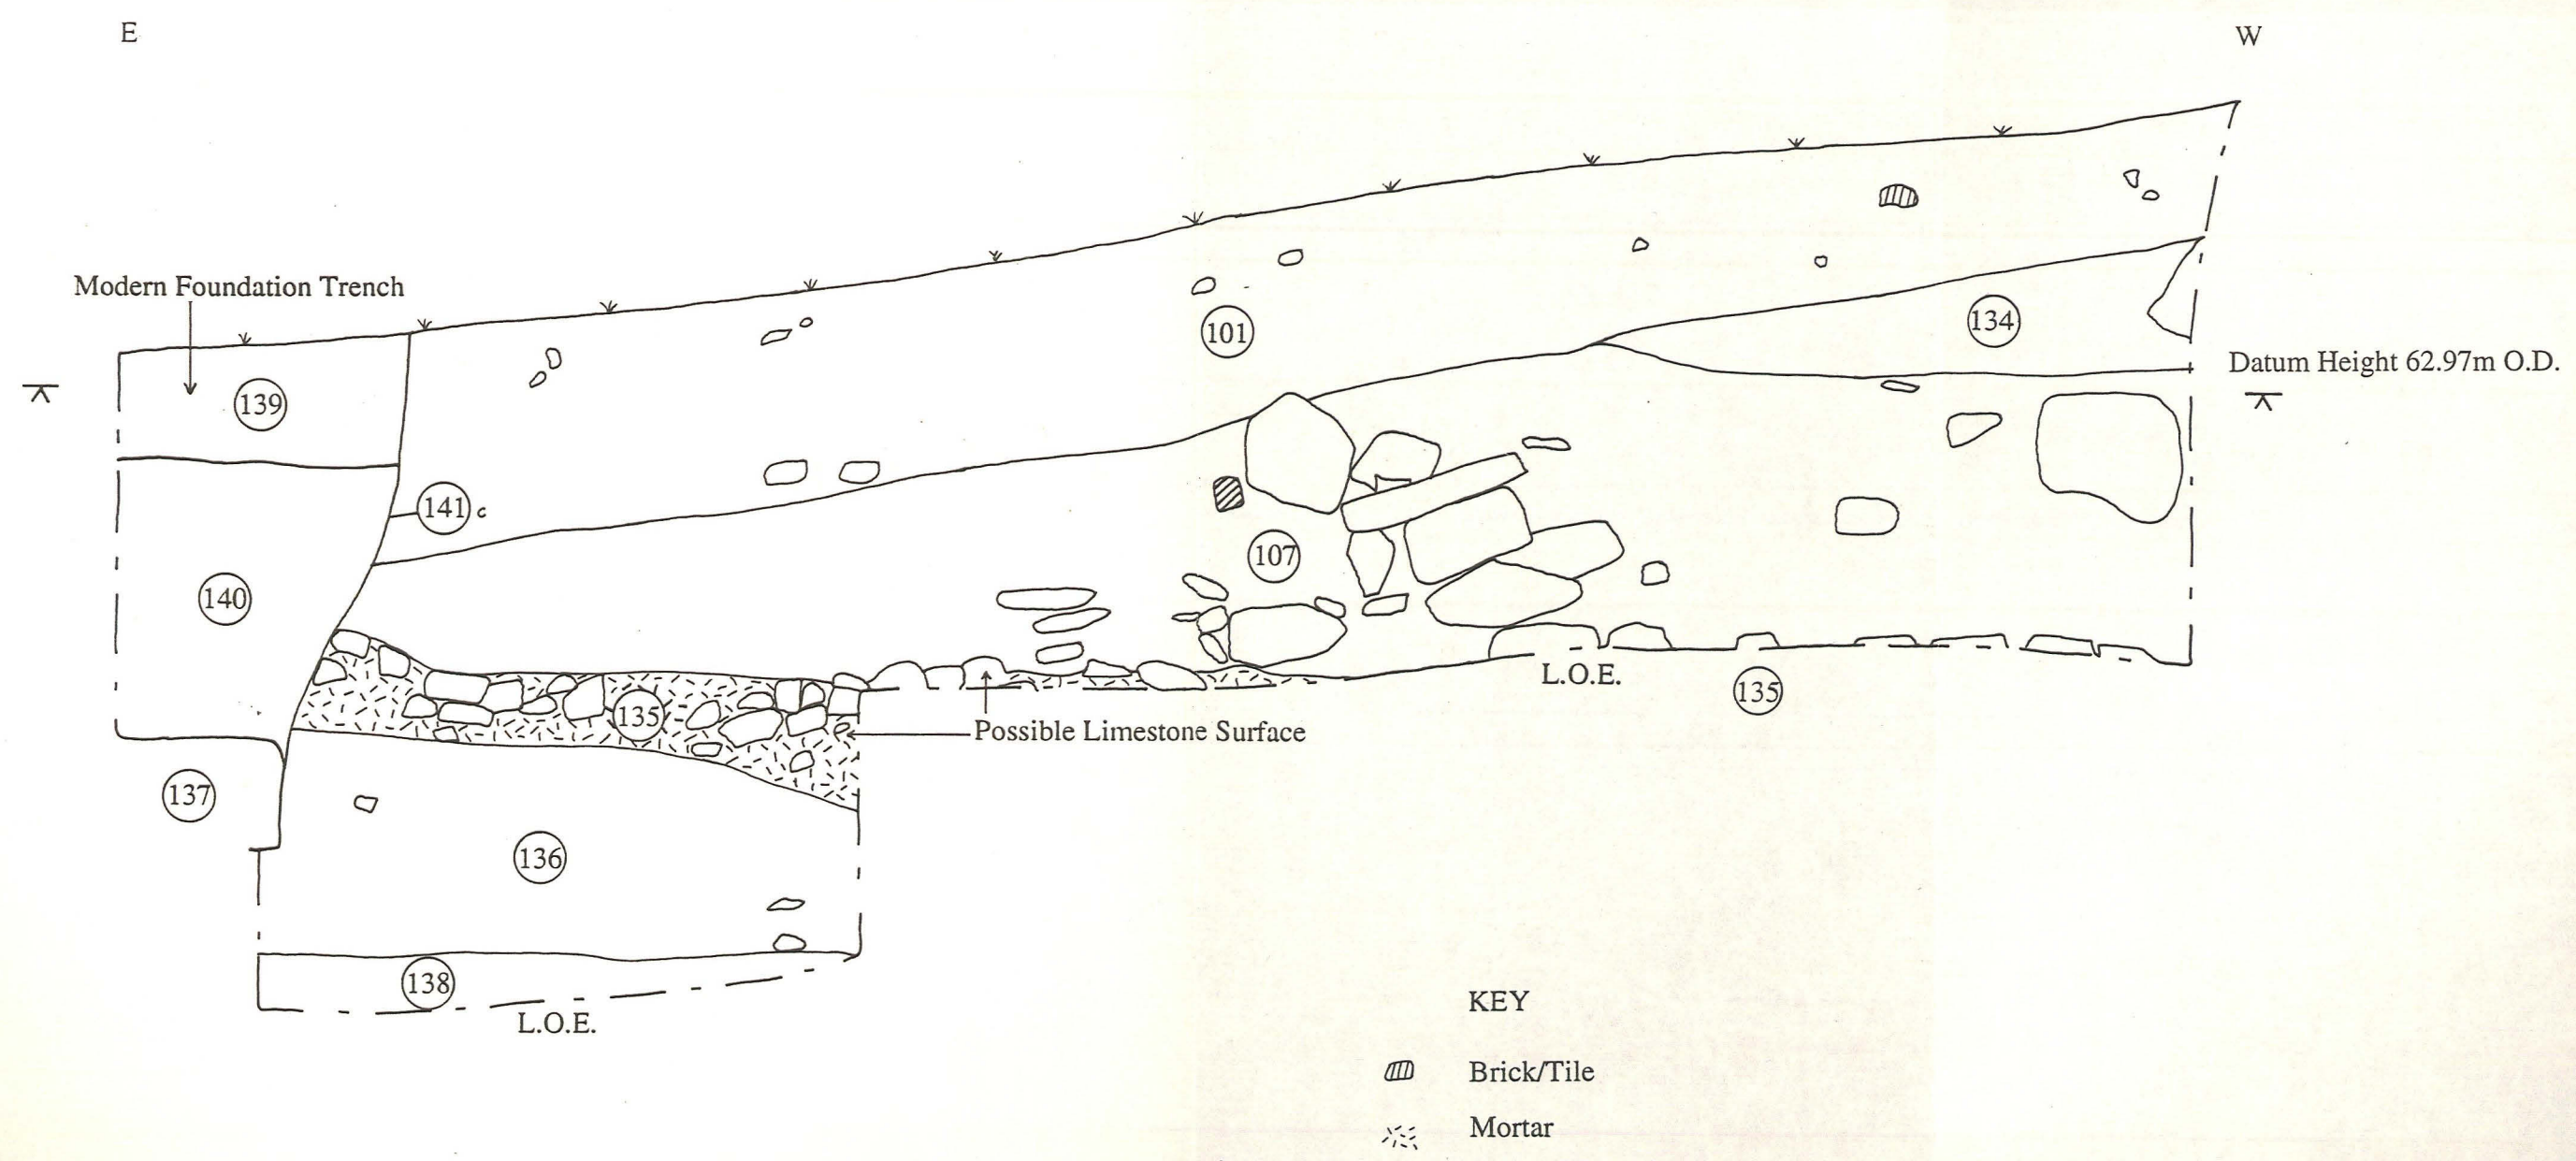 E
W
Modern Foundation Trench
101
134
Datum Height 62.97m O.D.
139
141 c
107
140
L.O.E.
135
135
Possible Limestone Surface
137
136
138
L.O.E.
KEY
Brick/Tile
Mortar